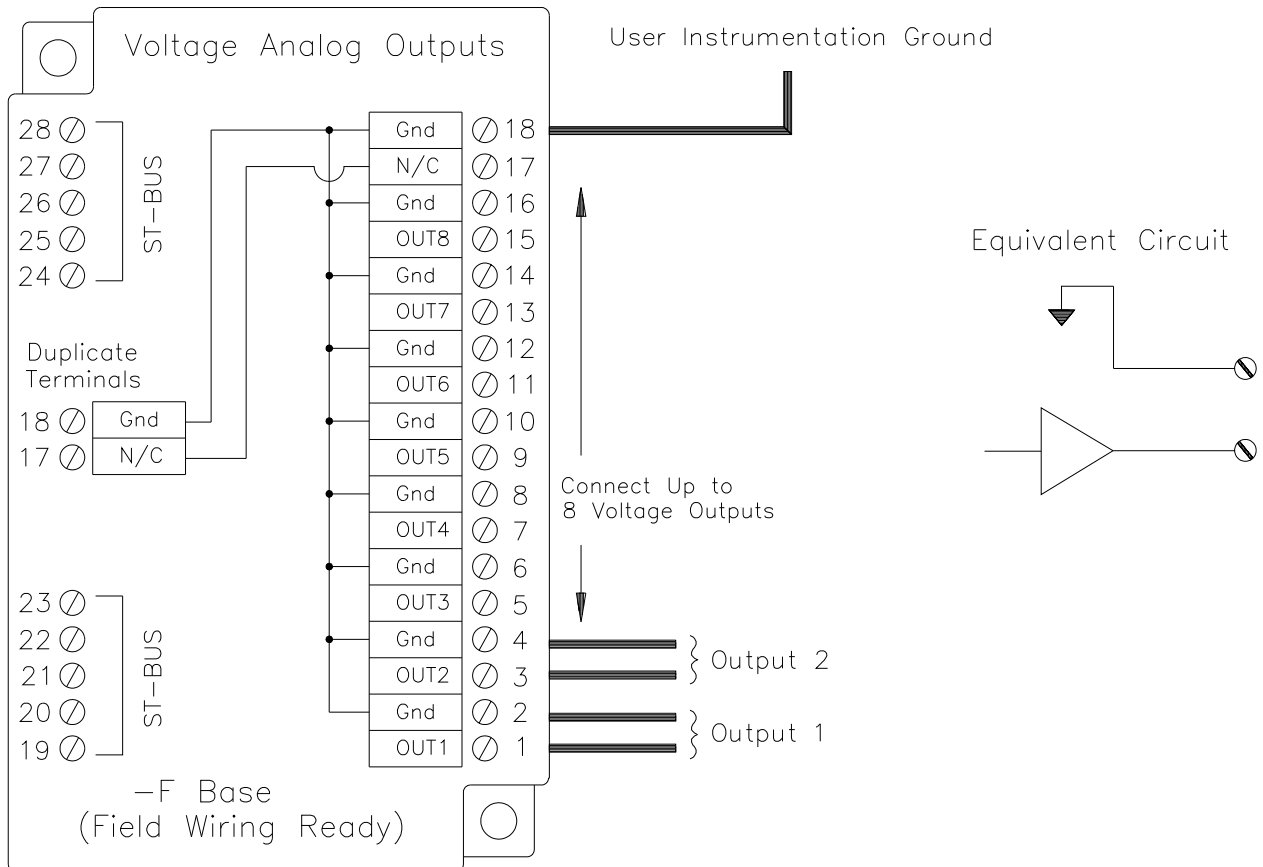 Voltage Analog Outputs
User Instrumentation Ground
28
27
26
25
24
ST-BUS
Duplicate
Terminals
18 Gnd
17 N/C
23
22
21
20
19
ST-BUS
Gnd 18
N/C 17
Gnd 16
OUT8 15
Gnd 14
OUT7 13
Gnd 12
OUT6 11
Gnd 10
OUT5 9
Gnd 8
OUT4 7
Gnd 6
OUT3 5
Gnd 4
OUT2 3
Gnd 2
OUT1 1
Connect Up to
8 Voltage Outputs
Output 2
Output 1
Equivalent Circuit
-F Base
(Field Wiring Ready)